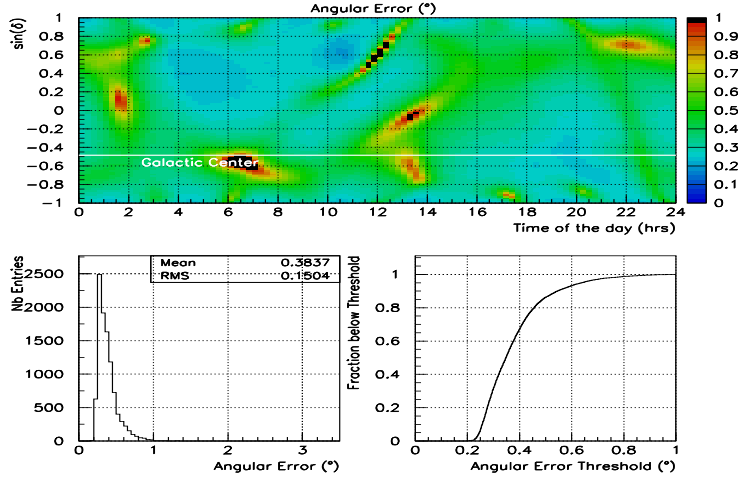 Angular Error (°)
sin(δ)
1
0.8
0.6
0.4
0.2
0
−0.2
−0.4
−0.6
−0.8
−1
Galactic Center
0 2 4 6 8 10 12 14 16 18 20 22 24
Time of the day (hrs)
1
0.9
0.8
0.7
0.6
0.5
0.4
0.3
0.2
0.1
0
Nb Entries
2500
2000
1500
1000
500
0
Mean 0.3837
RMS 0.1504
0 1 2 3
Angular Error (°)
Fraction below Threshold
1
0.8
0.6
0.4
0.2
0
0 0.2 0.4 0.6 0.8 1
Angular Error Threshold (°)